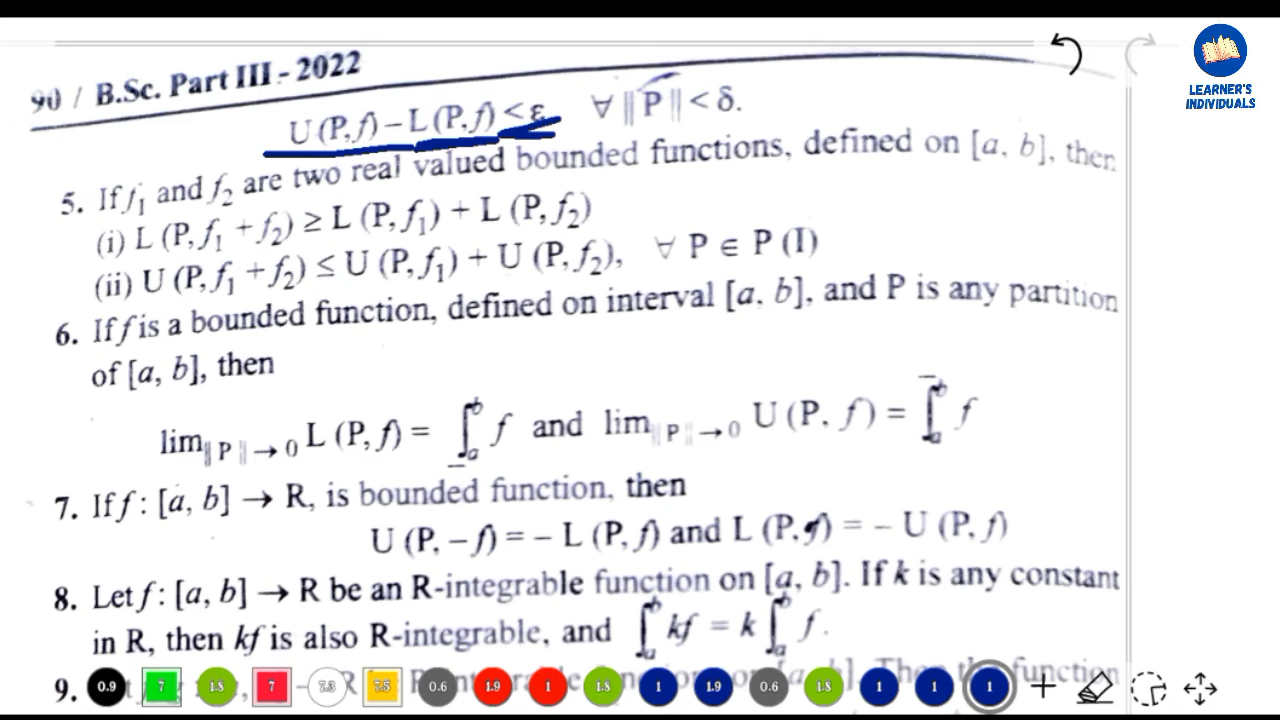 90 / B.Sc. Part III - 2022
U (P, f) – L (P, f) < ε ∀ || P || < δ.
5. If f₁ and f₂ are two real valued bounded functions, defined on [a, b], then
(i) L (P, f₁ + f₂) ≥ L (P, f₁) + L (P, f₂)
(ii) U (P, f₁ + f₂) ≤ U (P, f₁) + U (P, f₂), ∀ P ∈ P (I)
6. If f is a bounded function, defined on interval [a, b], and P is any partition
of [a, b], then
lim || P || → 0 L (P, f) = ∫ₐᵇ f and lim || P || → 0 U (P, f) = ∫ₐᵇ f
7. If f : [a, b] → R, is bounded function, then
U (P, – f) = – L (P, f) and L (P, f) = – U (P, f)
8. Let f : [a, b] → R be an R-integrable function on [a, b]. If k is any constant
in R, then kf is also R-integrable, and ∫ₐᵇ kf = k ∫ₐᵇ f.
9. function
LEARNER'S
INDIVIDUALS
0.9 7 1.8 7 7.3 7.5 0.6 1.9 1 1.8 1 1.9 0.6 1.8 1 1 1